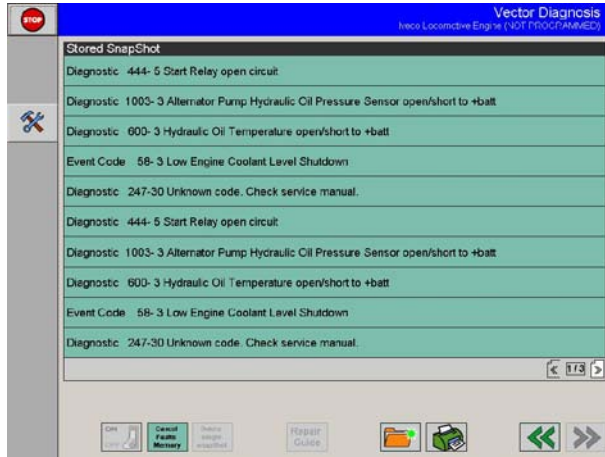 STOP
Vector Diagnosis
Iveco Locomotive Engine (NOT PROGRAMMED)
Stored SnapShot
Diagnostic 444- 5 Start Relay open circuit
Diagnostic 1003- 3 Alternator Pump Hydraulic Oil Pressure Sensor open/short to +batt
Diagnostic 600- 3 Hydraulic Oil Temperature open/short to +batt
Event Code 58- 3 Low Engine Coolant Level Shutdown
Diagnostic 247-30 Unknown code. Check service manual.
Diagnostic 444- 5 Start Relay open circuit
Diagnostic 1003- 3 Alternator Pump Hydraulic Oil Pressure Sensor open/short to +batt
Diagnostic 600- 3 Hydraulic Oil Temperature open/short to +batt
Event Code 58- 3 Low Engine Coolant Level Shutdown
Diagnostic 247-30 Unknown code. Check service manual.
1/3
Cancel
Faults
Memory
Repair
Guide